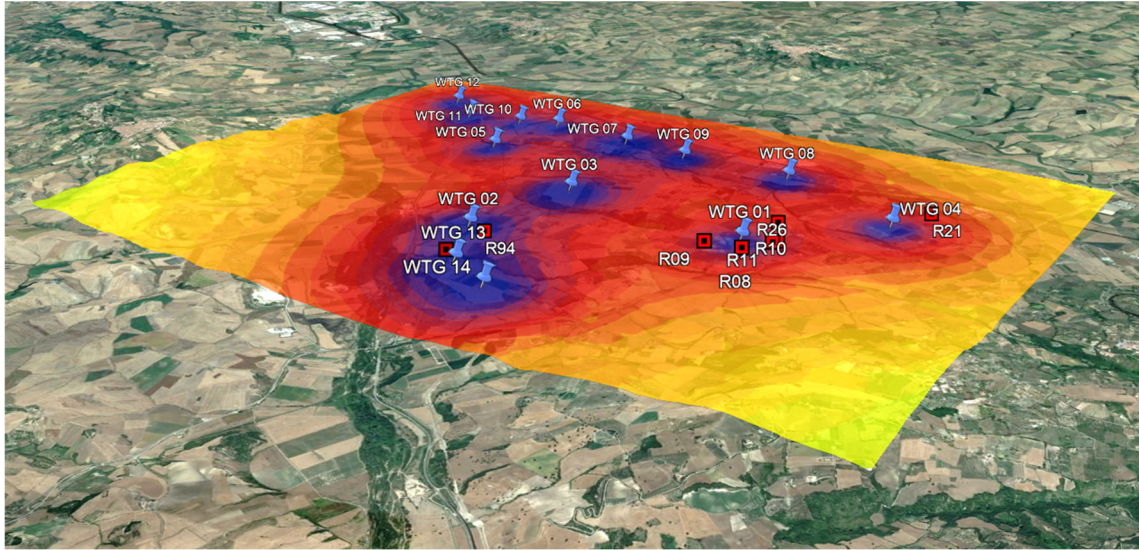 WTG 12
WTG 11
WTG 10
WTG 06
WTG 05
WTG 07
WTG 09
WTG 03
WTG 08
WTG 02
WTG 01
WTG 04
WTG 13
R94
R26
R21
R09
R11
R10
WTG 14
R08